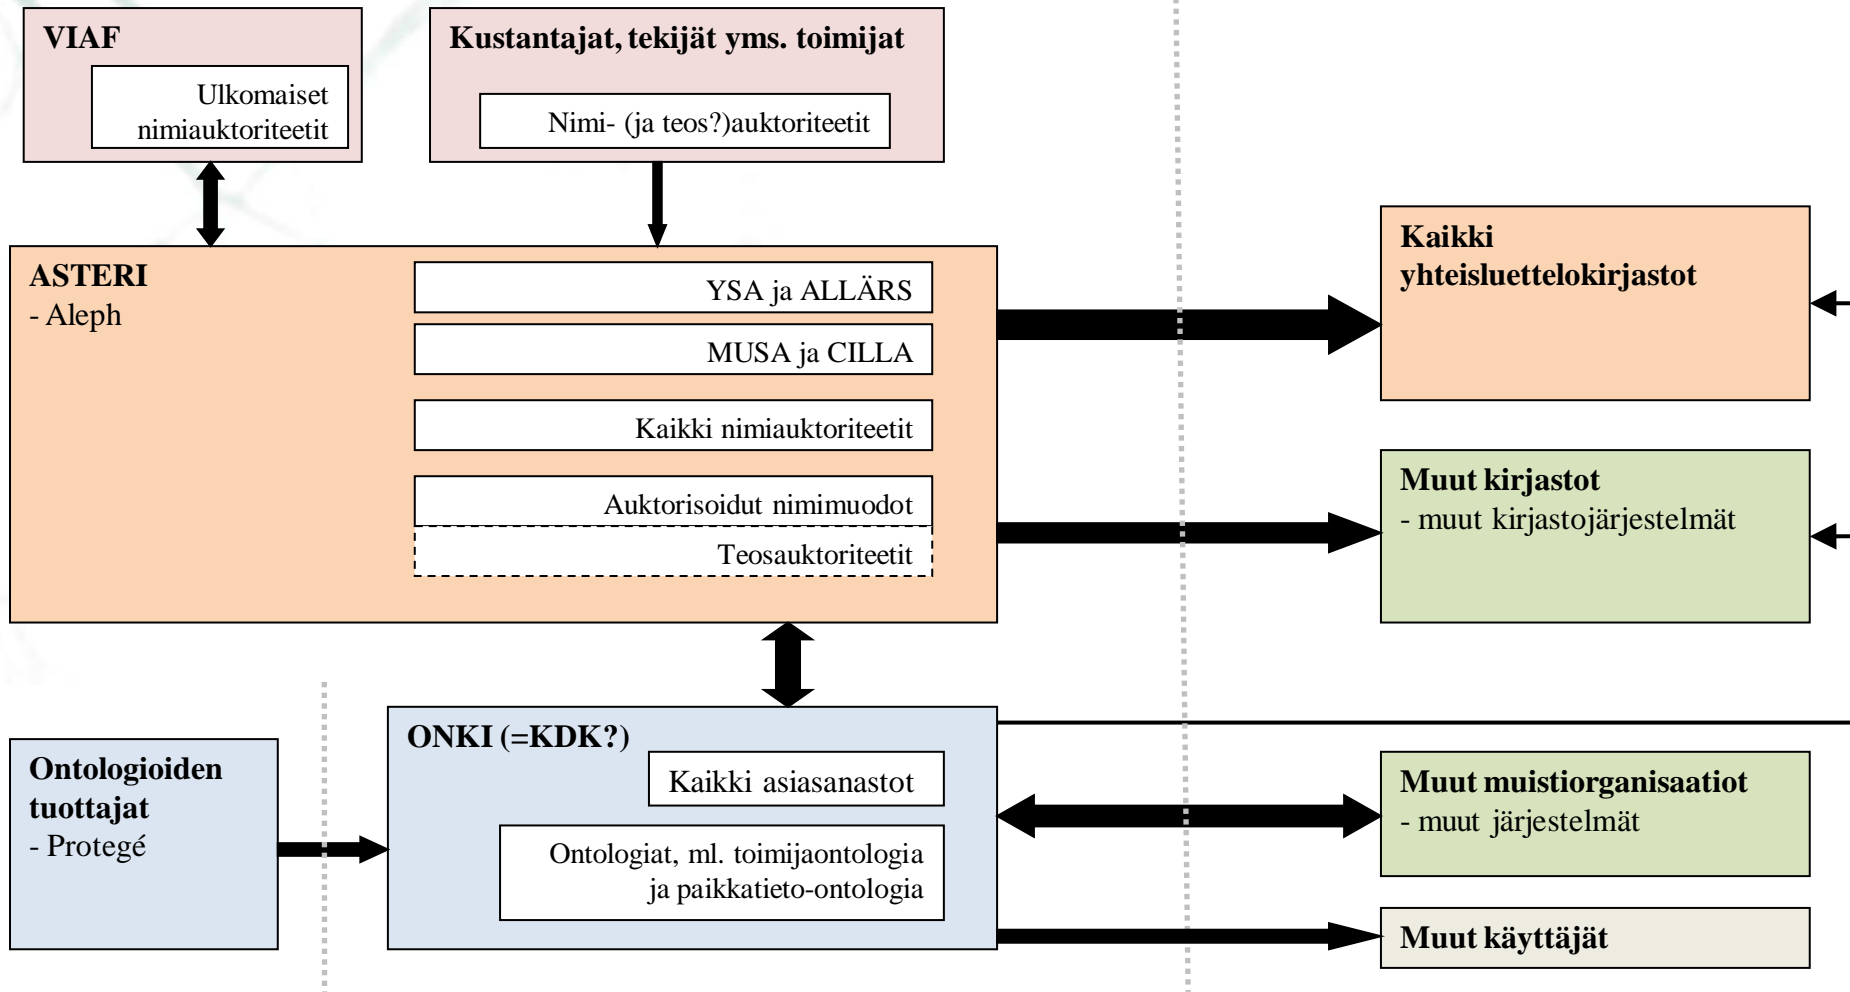 VIAF
Ulkomaiset
nimiauktoriteetit
Kustantajat, tekijät yms. toimijat
Nimi- (ja teos?)auktoriteetit
ASTERI
- Aleph
YSA ja ALLÄRS
MUSA ja CILLA
Kaikki nimiauktoriteetit
Auktorisoidut nimimuodot
Teosauktoriteetit
Kaikki
yhteisluettelokirjastot
Muut kirjastot
- muut kirjastojärjestelmät
Ontologioiden
tuottajat
- Protegé
ONKI (=KDK?)
Kaikki asiasanastot
Ontologiat, ml. toimijaontologia
ja paikkatieto-ontologia
Muut muistiorganisaatiot
- muut järjestelmät
Muut käyttäjät